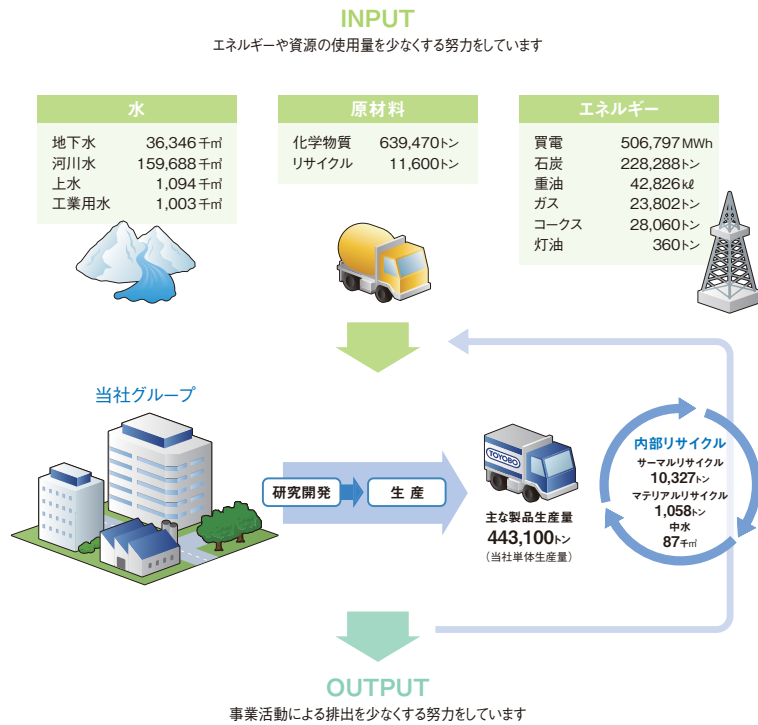 INPUT
エネルギーや資源の使用量を少なくする努力をしています
水
地下水 36,346千㎥
河川水 159,688千㎥
上水 1,094千㎥
工業用水 1,003千㎥
原材料
化学物質 639,470トン
リサイクル 11,600トン
エネルギー
買電 506,797MWh
石炭 228,288トン
重油 42,826kℓ
ガス 23,802トン
コークス 28,060トン
灯油 360トン
当社グループ
研究開発
生産
TOYOBO
主な製品生産量
443,100トン
(当社単体生産量)
内部リサイクル
サーマルリサイクル
10,327トン
マテリアルリサイクル
1,058トン
中水
87千㎥
OUTPUT
事業活動による排出を少なくする努力をしています